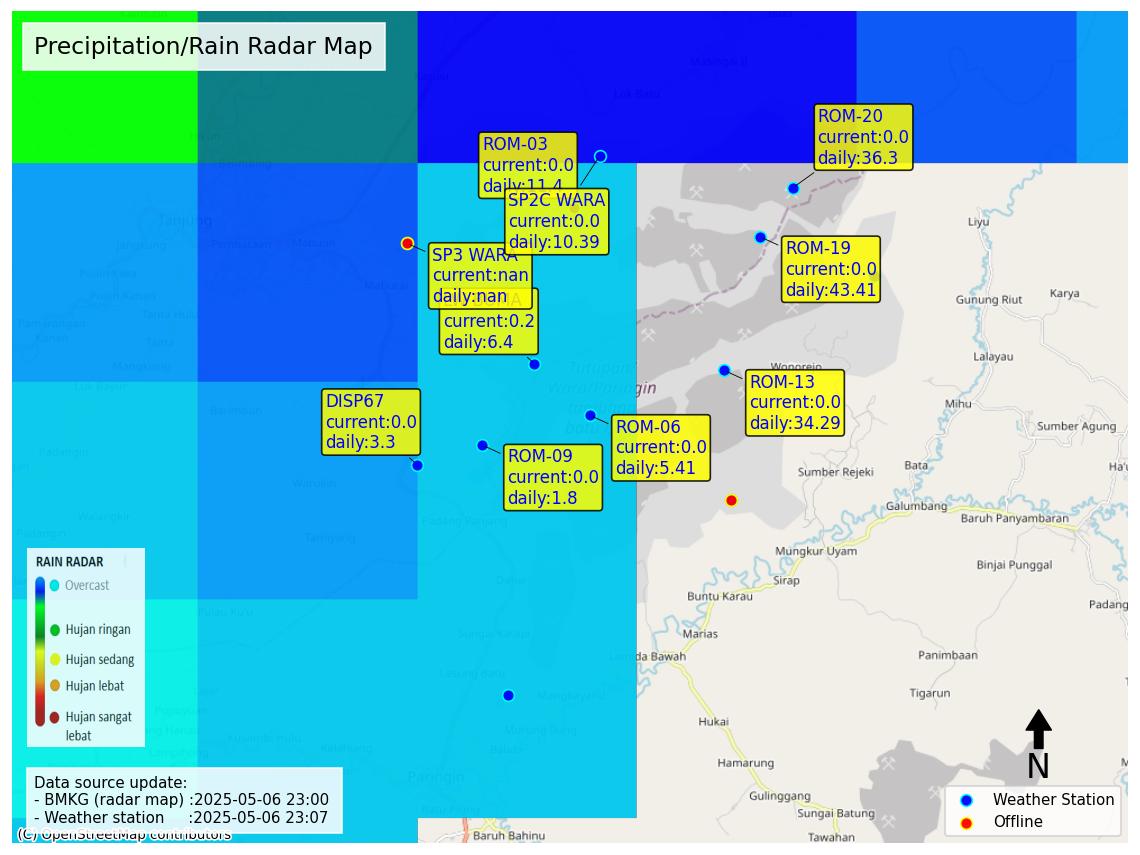 Precipitation/Rain Radar Map
ROM-20
current:0.0
daily:36.3
ROM-03
current:0.0
daily:11.4
SP2C WARA
current:0.0
daily:10.39
SP3 WARA
current:nan
daily:nan
current:0.2
daily:6.4
ROM-19
current:0.0
daily:43.41
ROM-13
current:0.0
daily:34.29
DISP67
current:0.0
daily:3.3
ROM-06
current:0.0
daily:5.41
ROM-09
current:0.0
daily:1.8
Liyu
Gunung Riut
Karya
Lalayau
Wonorejo
Mihu
Sumber Agung
Bata
Sumber Rejeki
Galumbang
Baruh Panyambaran
Mungkur Uyam
Binjai Punggal
Sirap
Buntu Karau
Padang
Marias
Panimbaan
Lamida Bawah
Tigarun
Hukai
Hamarung
Gulinggang
Sungai Batung
Tawahan
Baruh Bahinu
Tanjung
Maburai
Padang Panjang
Dahai
Mangkayahu
Balida
Paringin
RAIN RADAR
Overcast
Hujan ringan
Hujan sedang
Hujan lebat
Hujan sangat
lebat
Data source update:
- BMKG (radar map) :2025-05-06 23:00
- Weather station :2025-05-06 23:07
(C) OpenStreetMap contributors
N
Weather Station
Offline